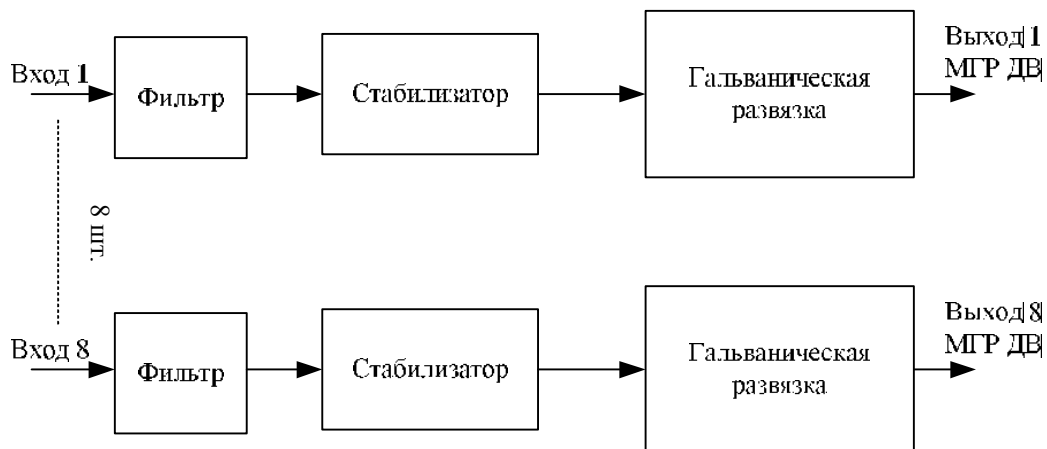 Вход 1
Фильтр
Стабилизатор
Гальваническая
развязка
Выход 1
МГР ДВ
8 шт.
Вход 8
Фильтр
Стабилизатор
Гальваническая
развязка
Выход 8
МГР ДВ